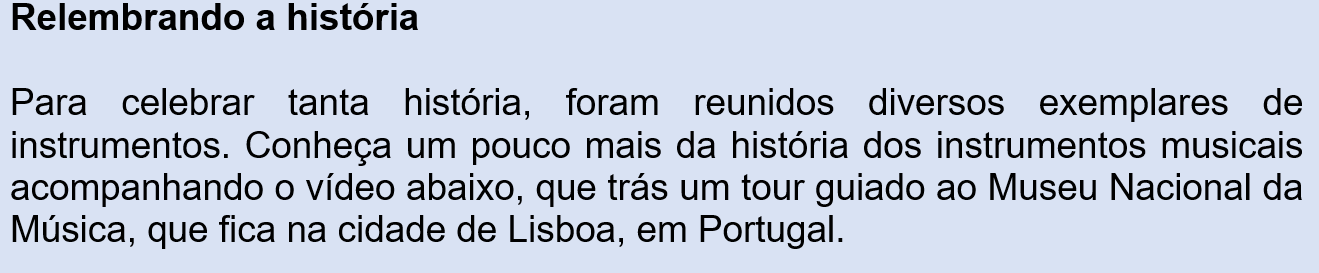 Relembrando a história
Para celebrar tanta história, foram reunidos diversos exemplares de
instrumentos. Conheça um pouco mais da história dos instrumentos musicais
acompanhando o vídeo abaixo, que trás um tour guiado ao Museu Nacional da
Música, que fica na cidade de Lisboa, em Portugal.